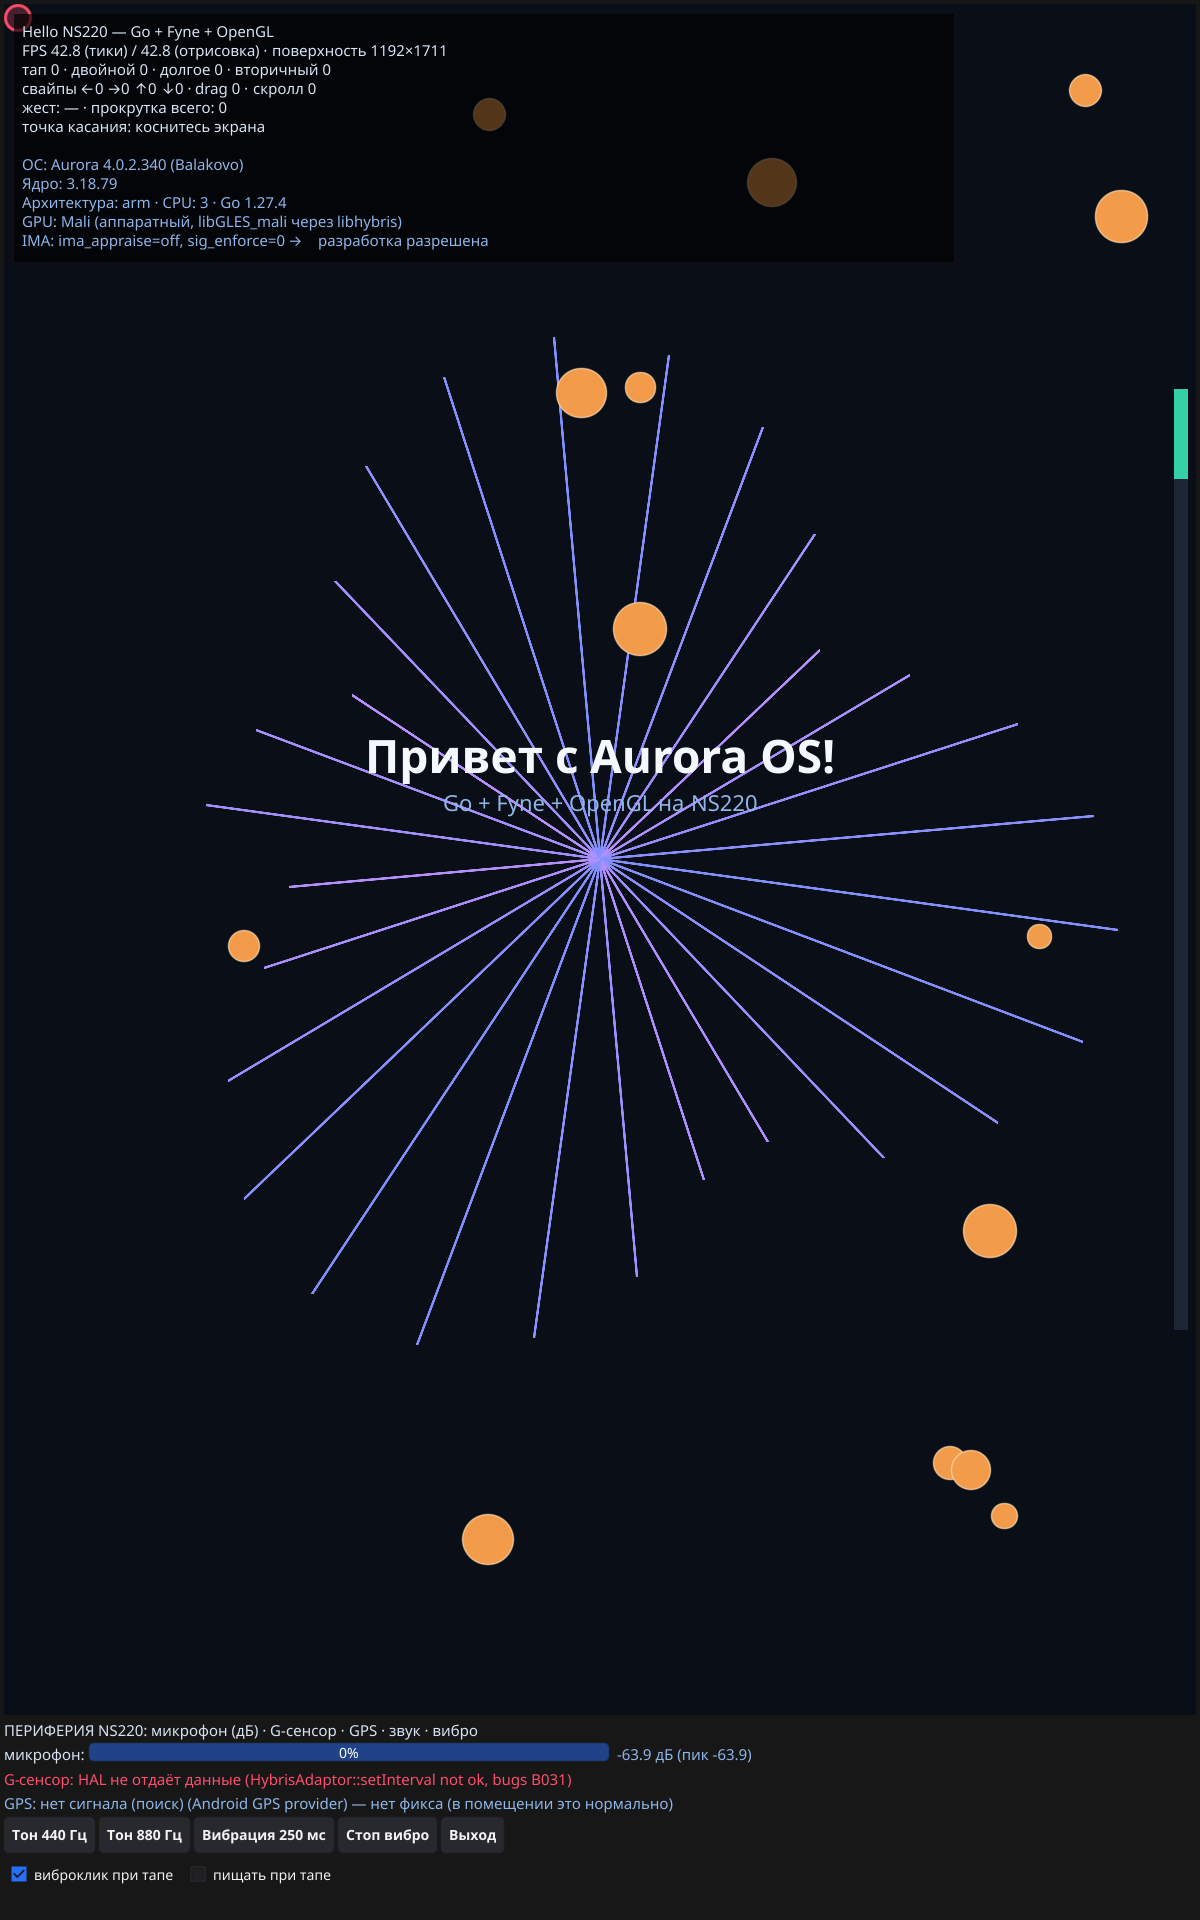 Hello NS220 — Go + Fyne + OpenGL
FPS 42.8 (тики) / 42.8 (отрисовка) · поверхность 1192×1711
тап 0 · двойной 0 · долгое 0 · вторичный 0
свайпы ←0 →0 ↑0 ↓0 · drag 0 · скролл 0
жест: — · прокрутка всего: 0
точка касания: коснитесь экрана
ОС: Aurora 4.0.2.340 (Balakovo)
Ядро: 3.18.79
Архитектура: arm · CPU: 3 · Go 1.27.4
GPU: Mali (аппаратный, libGLES_mali через libhybris)
IMA: ima_appraise=off, sig_enforce=0 → разработка разрешена
Привет с Aurora OS!
Go + Fyne + OpenGL на NS220
ПЕРИФЕРИЯ NS220: микрофон (дБ) · G-сенсор · GPS · звук · вибро
микрофон: 0% -63.9 дБ (пик -63.9)
G-сенсор: HAL не отдаёт данные (HybrisAdaptor::setInterval not ok, bugs B031)
GPS: нет сигнала (поиск) (Android GPS provider) — нет фикса (в помещении это нормально)
Тон 440 Гц Тон 880 Гц Вибрация 250 мс Стоп вибро Выход
виброклик при тапе пищать при тапе